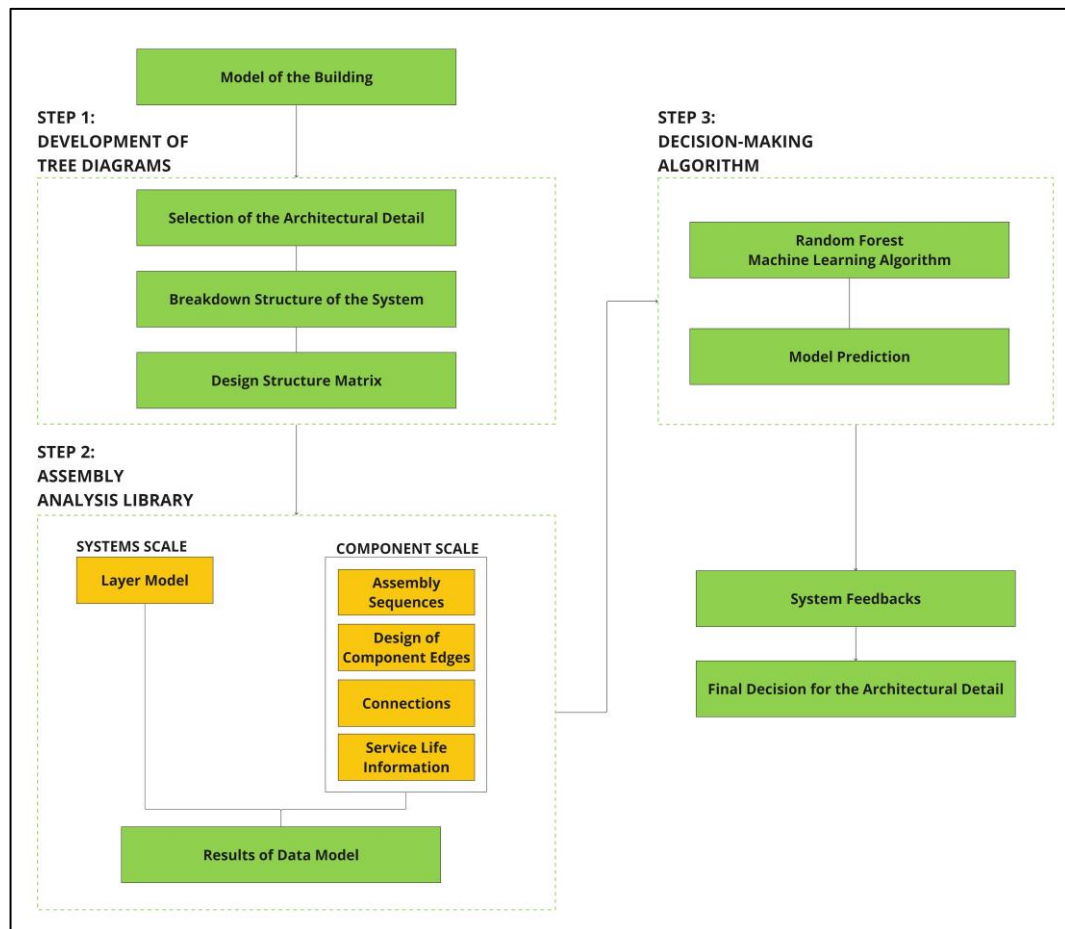 Model of the Building
STEP 1:
DEVELOPMENT OF
TREE DIAGRAMS
Selection of the Architectural Detail
Breakdown Structure of the System
Design Structure Matrix
STEP 2:
ASSEMBLY
ANALYSIS LIBRARY
SYSTEMS SCALE
Layer Model
COMPONENT SCALE
Assembly
Sequences
Design of
Component Edges
Connections
Service Life
Information
Results of Data Model
STEP 3:
DECISION-MAKING
ALGORITHM
Random Forest
Machine Learning Algorithm
Model Prediction
System Feedbacks
Final Decision for the Architectural Detail